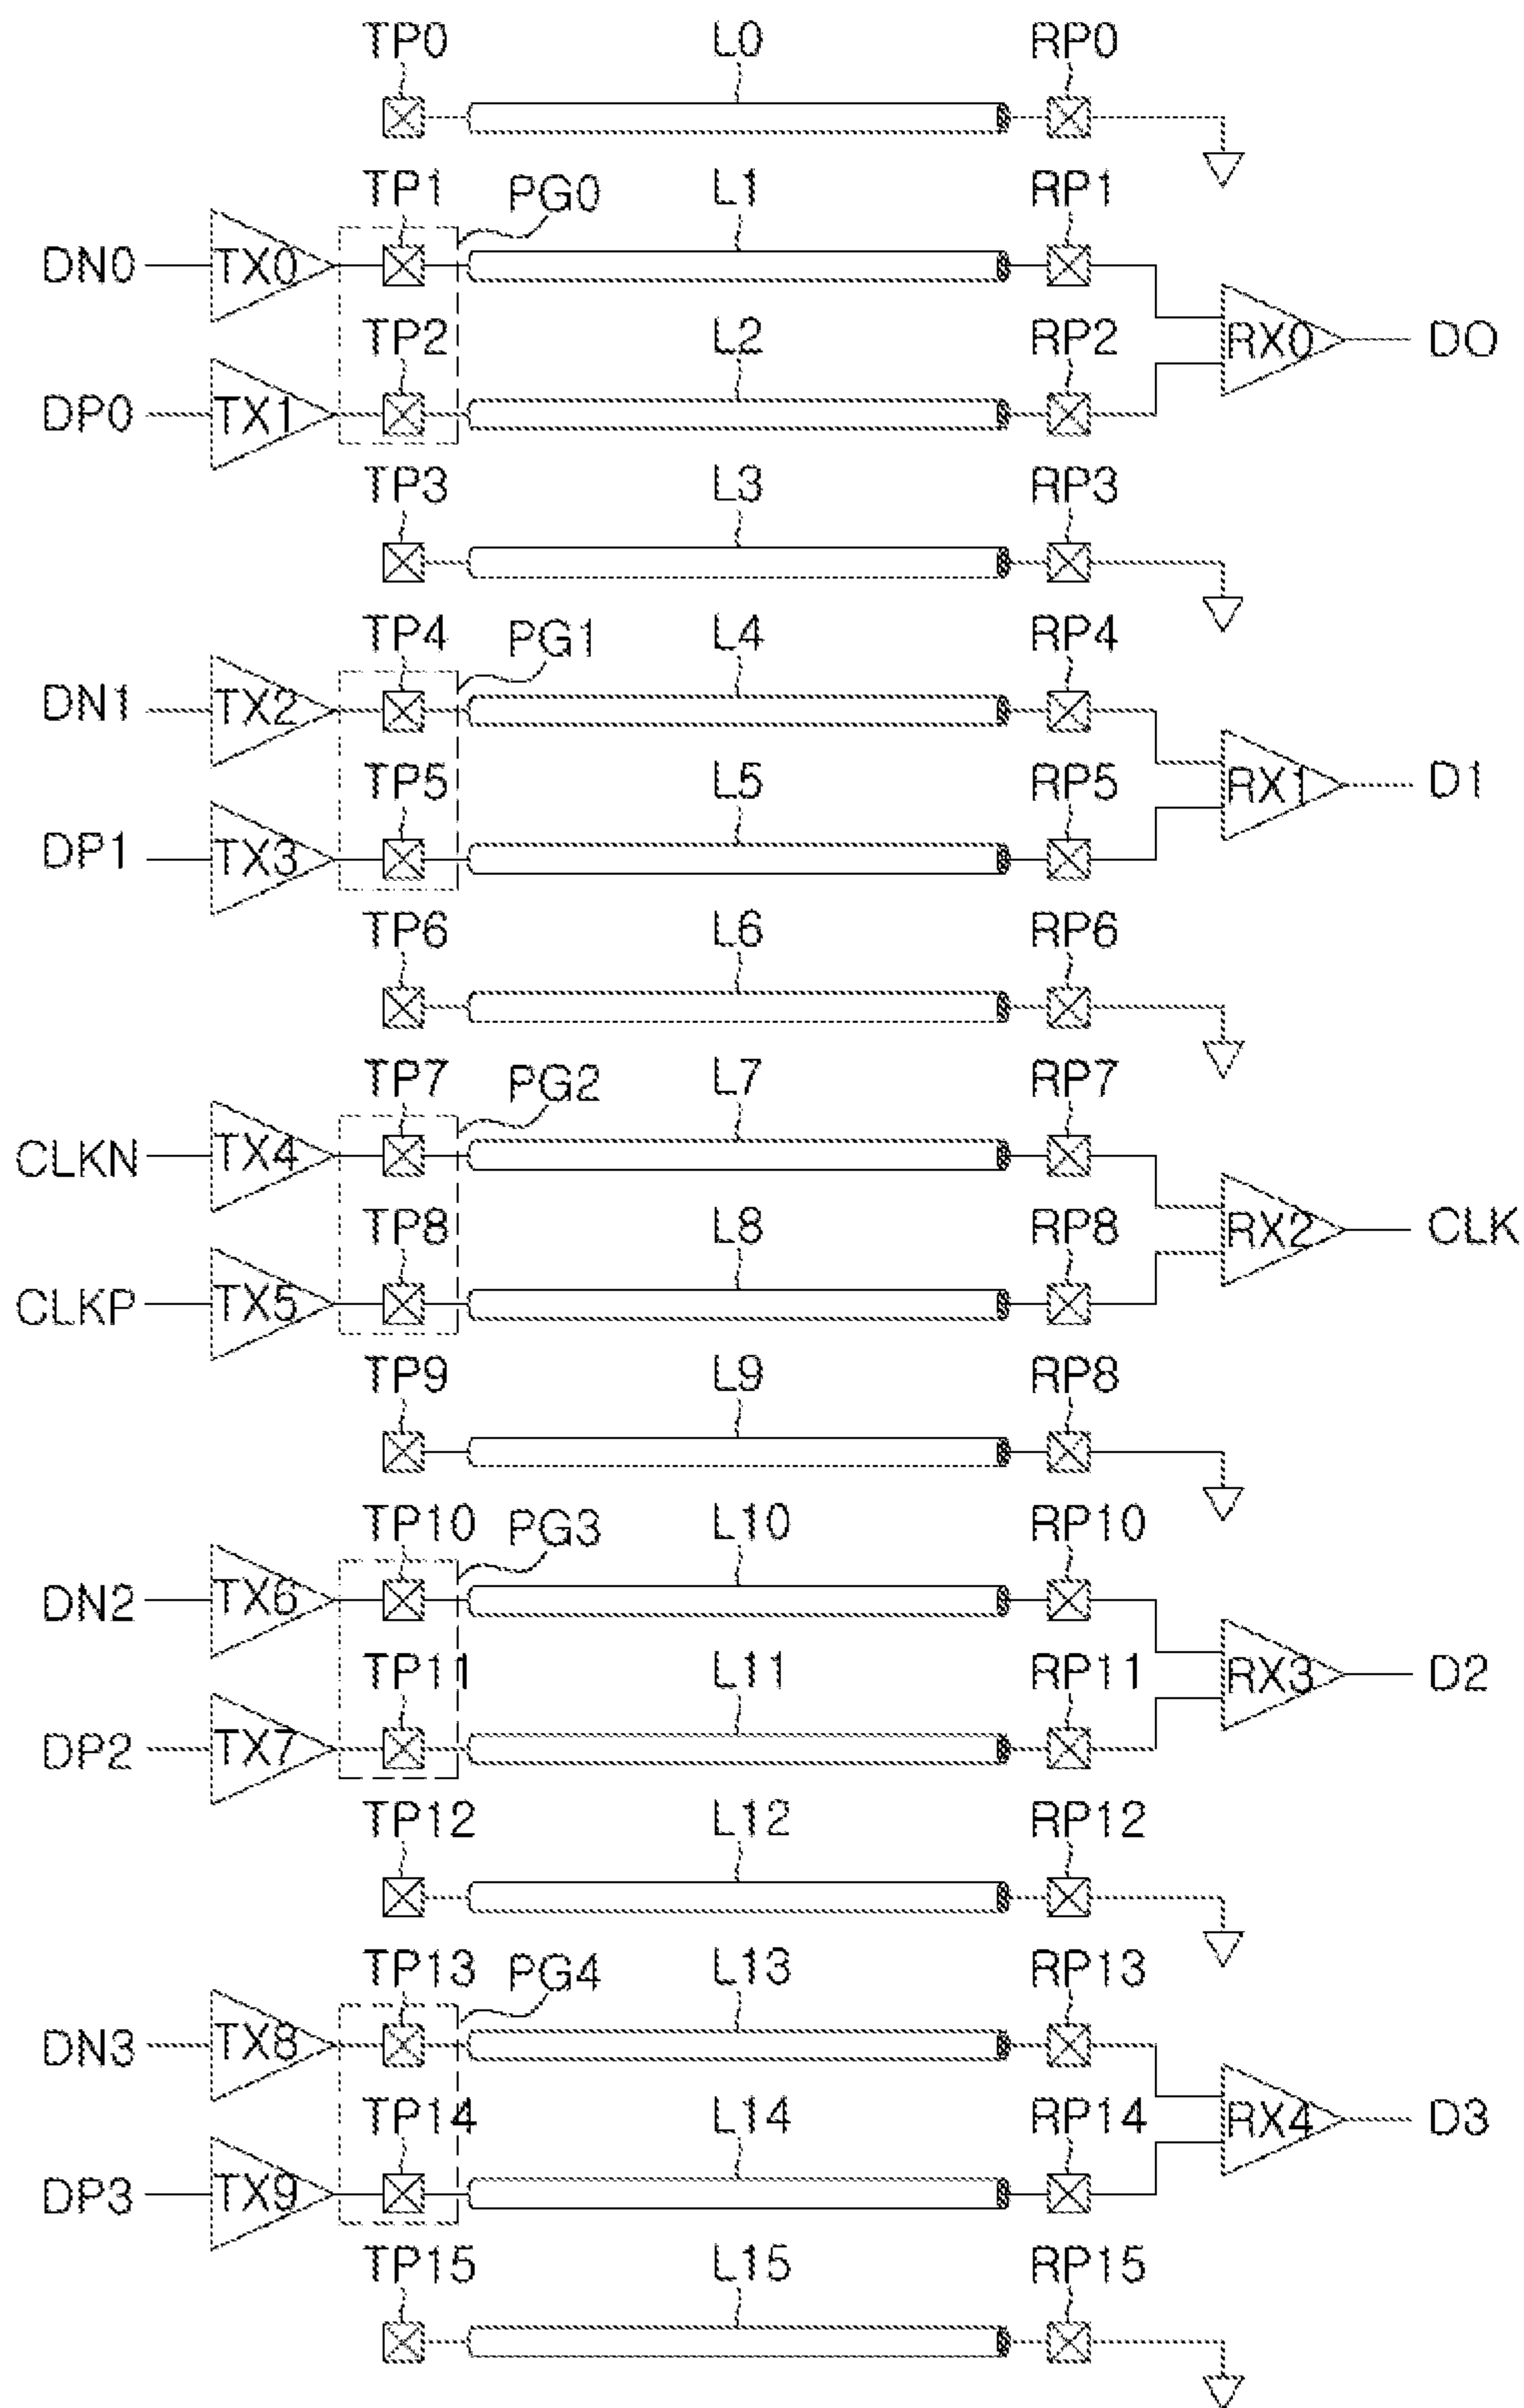 TP0 L0 RP0
TP1 PG0 L1 RP1
DN0 TX0
TP2 L2 RP2
RX0 DO
DP0 TX1
TP3 L3 RP3
TP4 PG1 L4 RP4
DN1 TX2
TP5 L5 RP5
RX1 D1
DP1 TX3
TP6 L6 RP6
TP7 PG2 L7 RP7
CLKN TX4
TP8 L8 RP8
RX2 CLK
CLKP TX5
TP9 L9 RP8
TP10 PG3 L10 RP10
DN2 TX6
TP11 L11 RP11
RX3 D2
DP2 TX7
TP12 L12 RP12
TP13 PG4 L13 RP13
DN3 TX8
TP14 L14 RP14
RX4 D3
DP3 TX9
TP15 L15 RP15